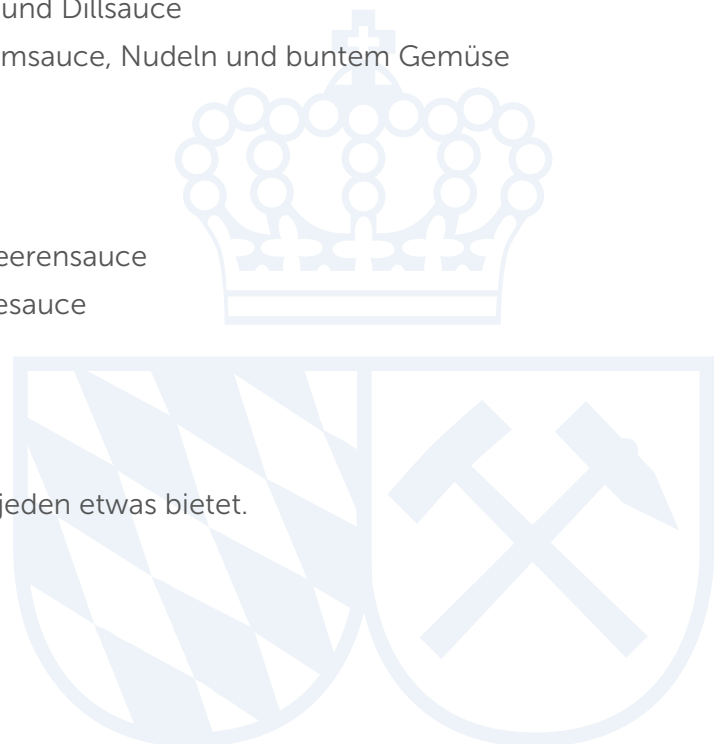 und Dillsauce
msauce, Nudeln und buntem Gemüse
eerensauce
esauce
jeden etwas bietet.